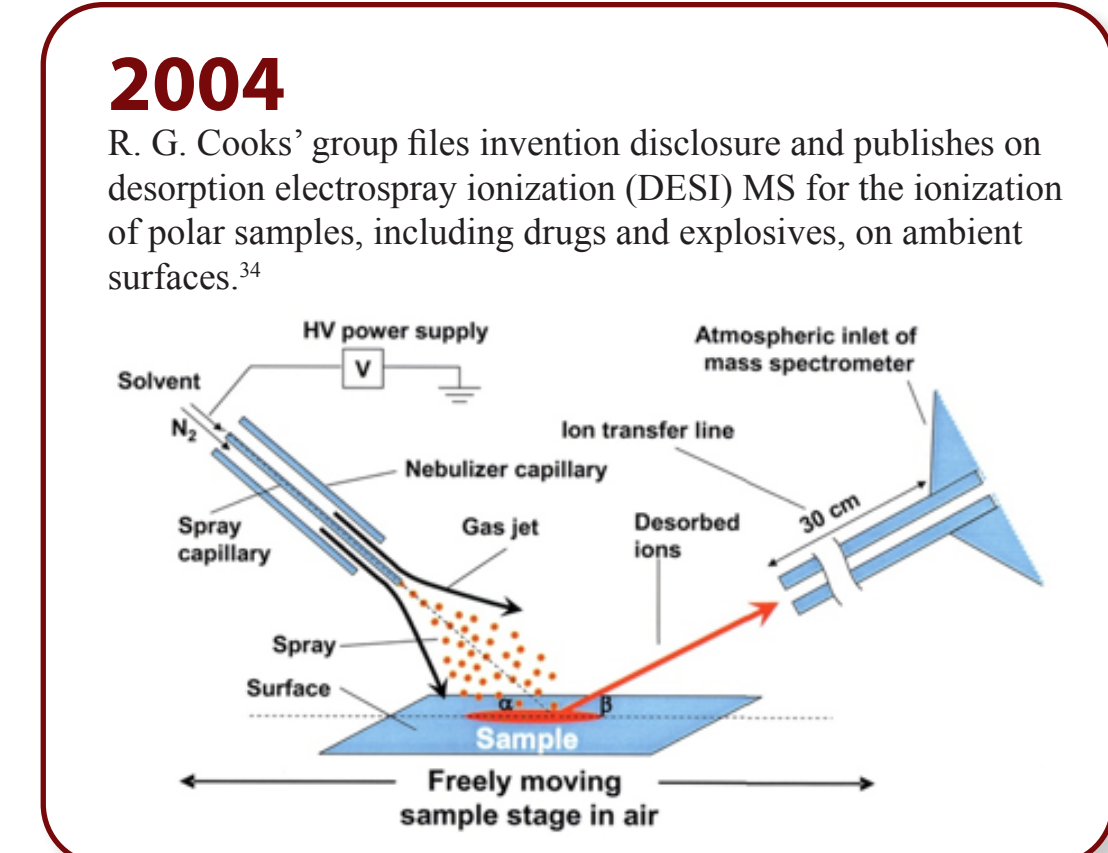 2004
R. G. Cooks’ group files invention disclosure and publishes on
desorption electrospray ionization (DESI) MS for the ionization
of polar samples, including drugs and explosives, on ambient
surfaces.³⁴
HV power supply
V
Atmospheric inlet of
mass spectrometer
Solvent
N₂
Ion transfer line
Nebulizer capillary
30 cm
Spray
capillary
Gas jet
Desorbed
ions
Spray
Surface
α
β
Sample
Freely moving
sample stage in air